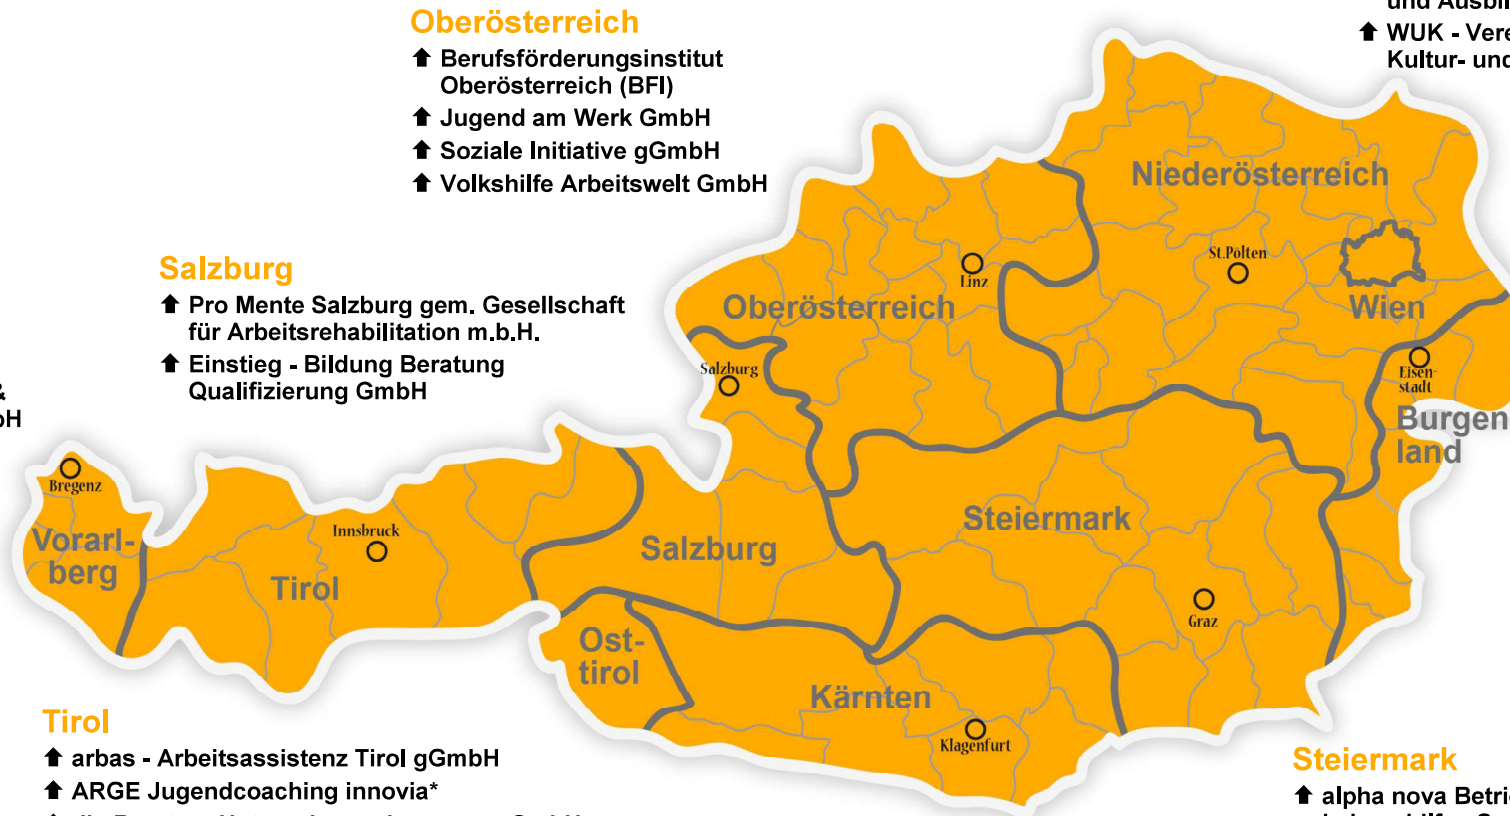 Oberösterreich
Berufsförderungsinstitut
Oberösterreich (BFI)
Jugend am Werk GmbH
Soziale Initiative gGmbH
Volkshilfe Arbeitswelt GmbH
WUK -
Kultur- und
Salzburg
Pro Mente Salzburg gem. Gesellschaft
für Arbeitsrehabilitation m.b.H.
Einstieg - Bildung Beratung
Qualifizierung GmbH
&
Niederösterreich
St.Pölten
Linz
Oberösterreich
Wien
Salzburg
Eisen-
stadt
Burgen
land
Bregenz
Vorarl-
berg
Innsbruck
Tirol
Salzburg
Steiermark
Graz
Ost-
tirol
Kärnten
Klagenfurt
Tirol
arbas - Arbeitsassistenz Tirol gGmbH
ARGE Jugendcoaching innovia*
Steiermark
alpha nova